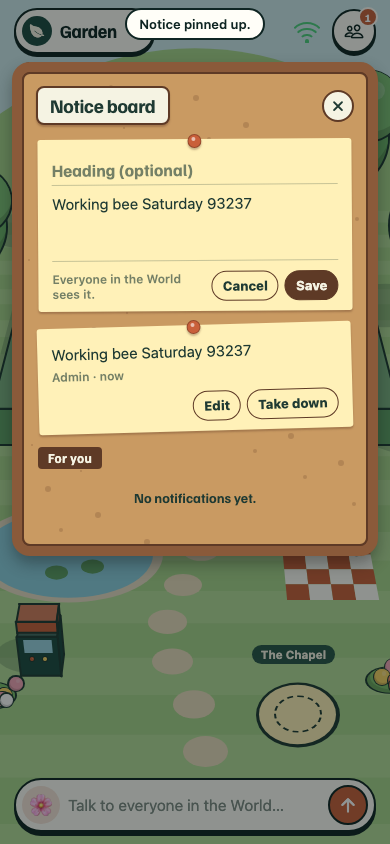 Garden
Notice pinned up.
1
Notice board
Heading (optional)
Working bee Saturday 93237
Everyone in the World
sees it.
Cancel
Save
Working bee Saturday 93237
Admin · now
Edit
Take down
For you
No notifications yet.
The Chapel
Talk to everyone in the World...